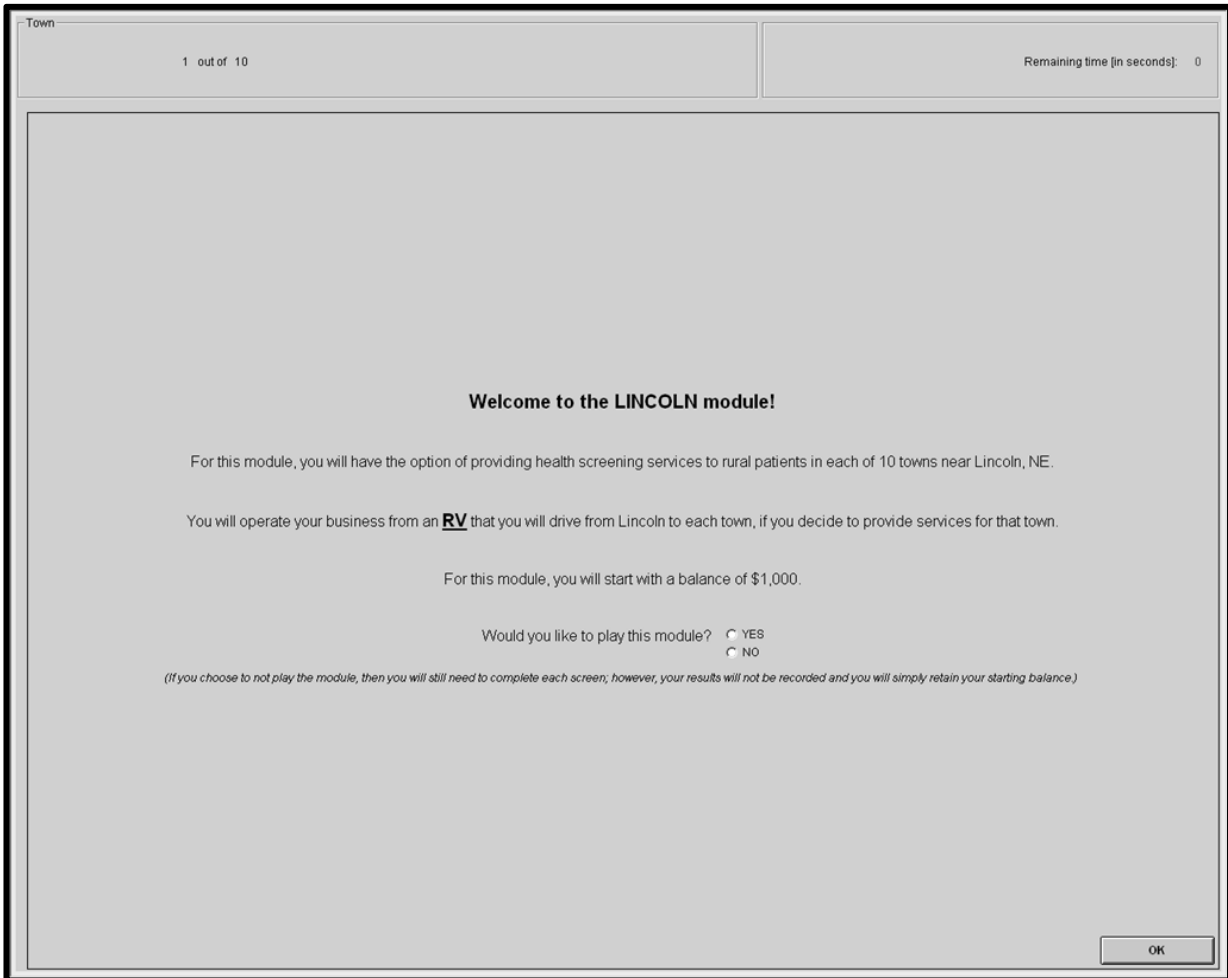 Town
1 out of 10
Remaining time [in seconds]: 0
Welcome to the LINCOLN module!
For this module, you will have the option of providing health screening services to rural patients in each of 10 towns near Lincoln, NE.
You will operate your business from an RV that you will drive from Lincoln to each town, if you decide to provide services for that town.
For this module, you will start with a balance of $1,000.
Would you like to play this module? YES
NO
(If you choose to not play the module, then you will still need to complete each screen; however, your results will not be recorded and you will simply retain your starting balance.)
OK